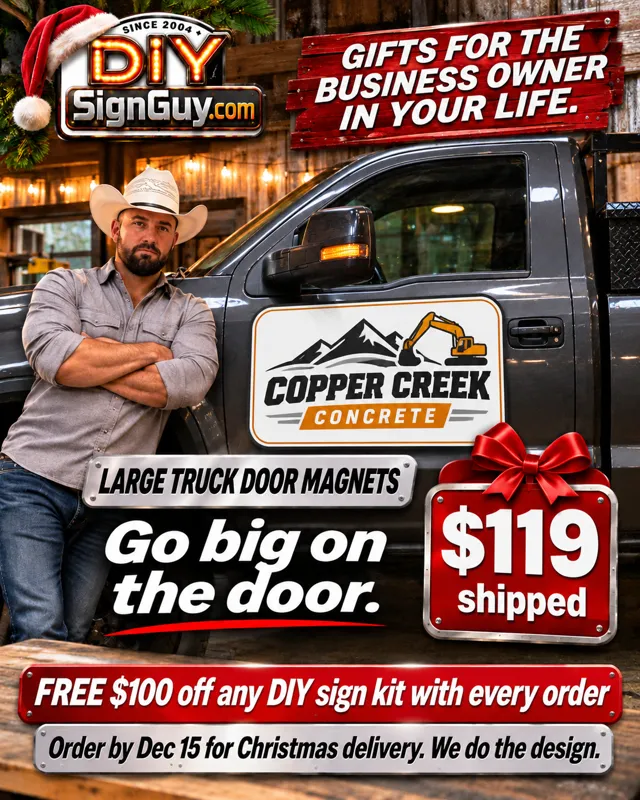 SINCE 2004
DiY
SignGuy.com
GIFTS FOR THE
BUSINESS OWNER
IN YOUR LIFE.
COPPER CREEK
CONCRETE
LARGE TRUCK DOOR MAGNETS
Go big on
the door.
$119
shipped
FREE $100 off any DIY sign kit with every order
Order by Dec 15 for Christmas delivery. We do the design.